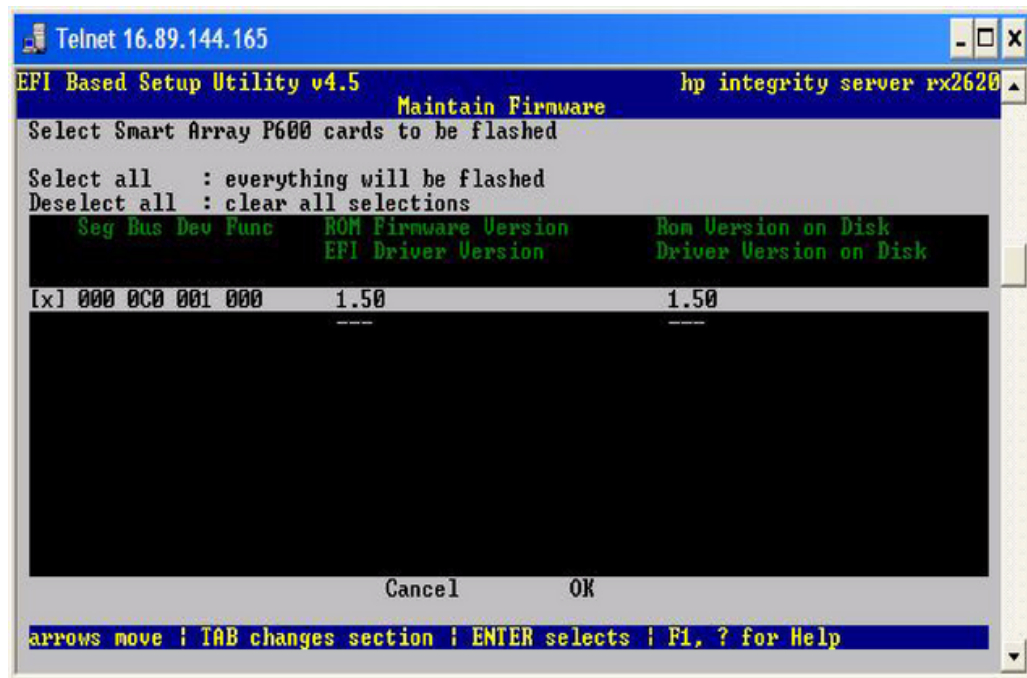 Telnet 16.89.144.165
EFI Based Setup Utility v4.5 hp integrity server rx2620
Maintain Firmware
Select Smart Array P600 cards to be flashed
Select all : everything will be flashed
Deselect all : clear all selections
Seg Bus Dev Func ROM Firmware Version Rom Version on Disk
EFI Driver Version Driver Version on Disk
[x] 000 0C0 001 000 1.50 1.50
--- ---
Cancel OK
arrows move ¦ TAB changes section ¦ ENTER selects ¦ F1, ? for Help